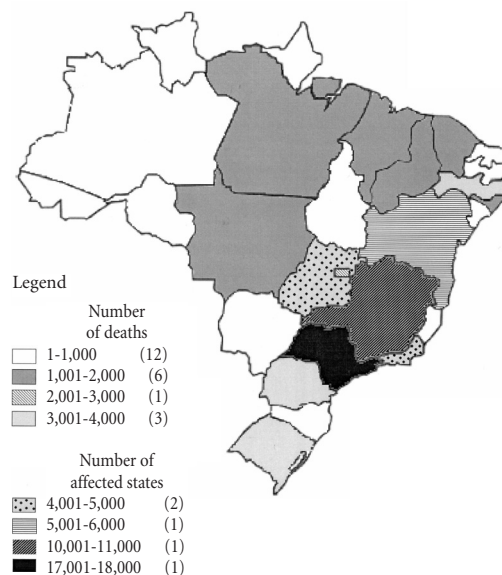 Legend
Number
of deaths
1-1,000 (12)
1,001-2,000 (6)
2,001-3,000 (1)
3,001-4,000 (3)
Number of
affected states
4,001-5,000 (2)
5,001-6,000 (1)
10,001-11,000 (1)
17,001-18,000 (1)